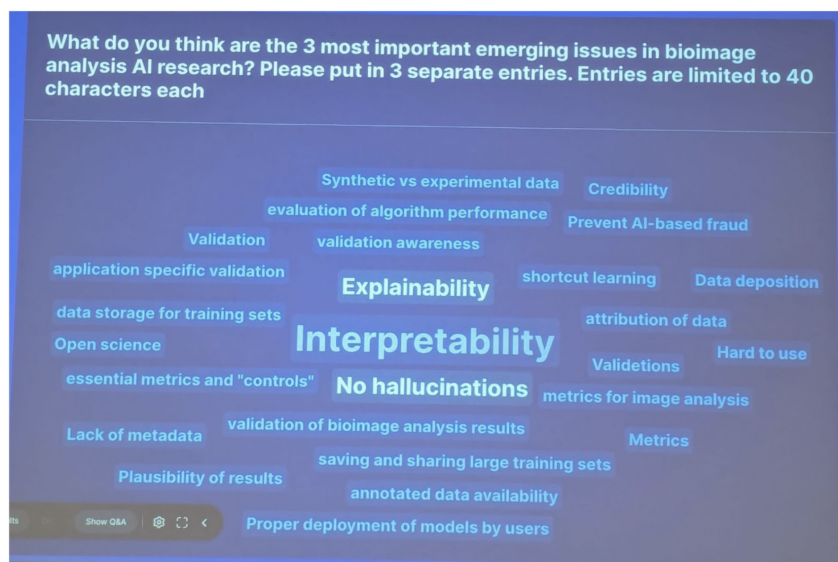 What do you think are the 3 most important emerging issues in bioimage
analysis AI research? Please put in 3 separate entries. Entries are limited to 40
characters each
Synthetic vs experimental data
Credibility
evaluation of algorithm performance
Prevent AI-based fraud
Validation
validation awareness
application specific validation
Explainability
shortcut learning
Data deposition
data storage for training sets
Interpretability
attribution of data
Open science
Validetions
Hard to use
essential metrics and "controls"
No hallucinations
metrics for image analysis
Lack of metadata
validation of bioimage analysis results
Metrics
saving and sharing large training sets
Plausibility of results
annotated data availability
Show Q&A
Proper deployment of models by users